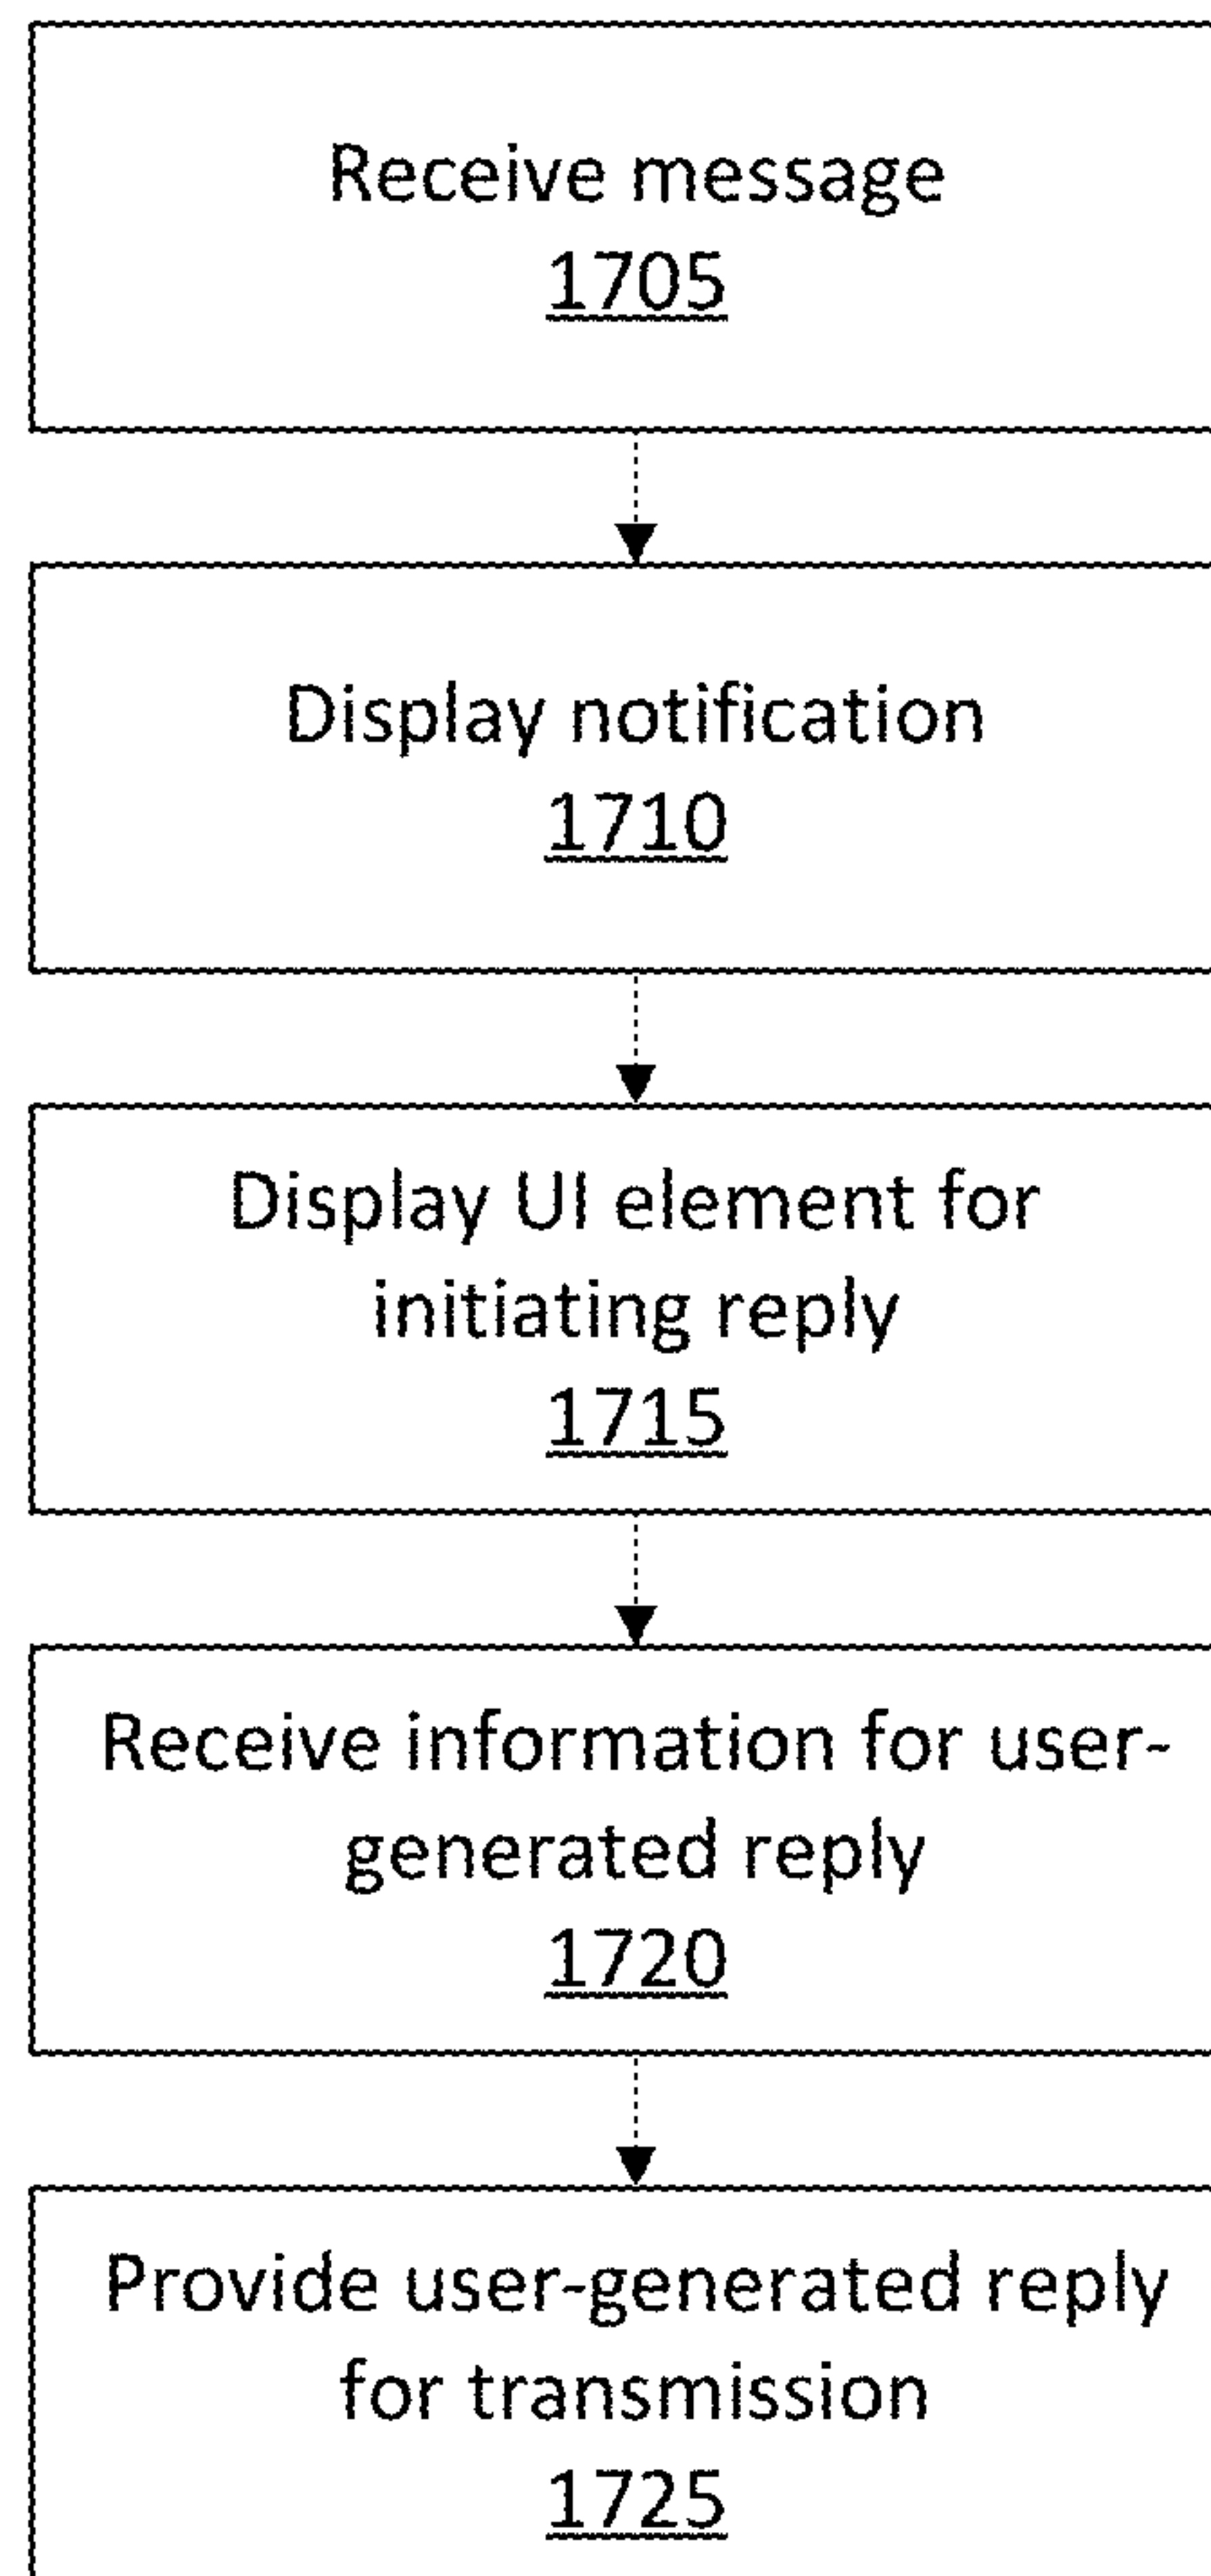 Receive message
1705
Display notification
1710
Display UI element for
initiating reply
1715
Receive information for user-
generated reply
1720
Provide user-generated reply
for transmission
1725